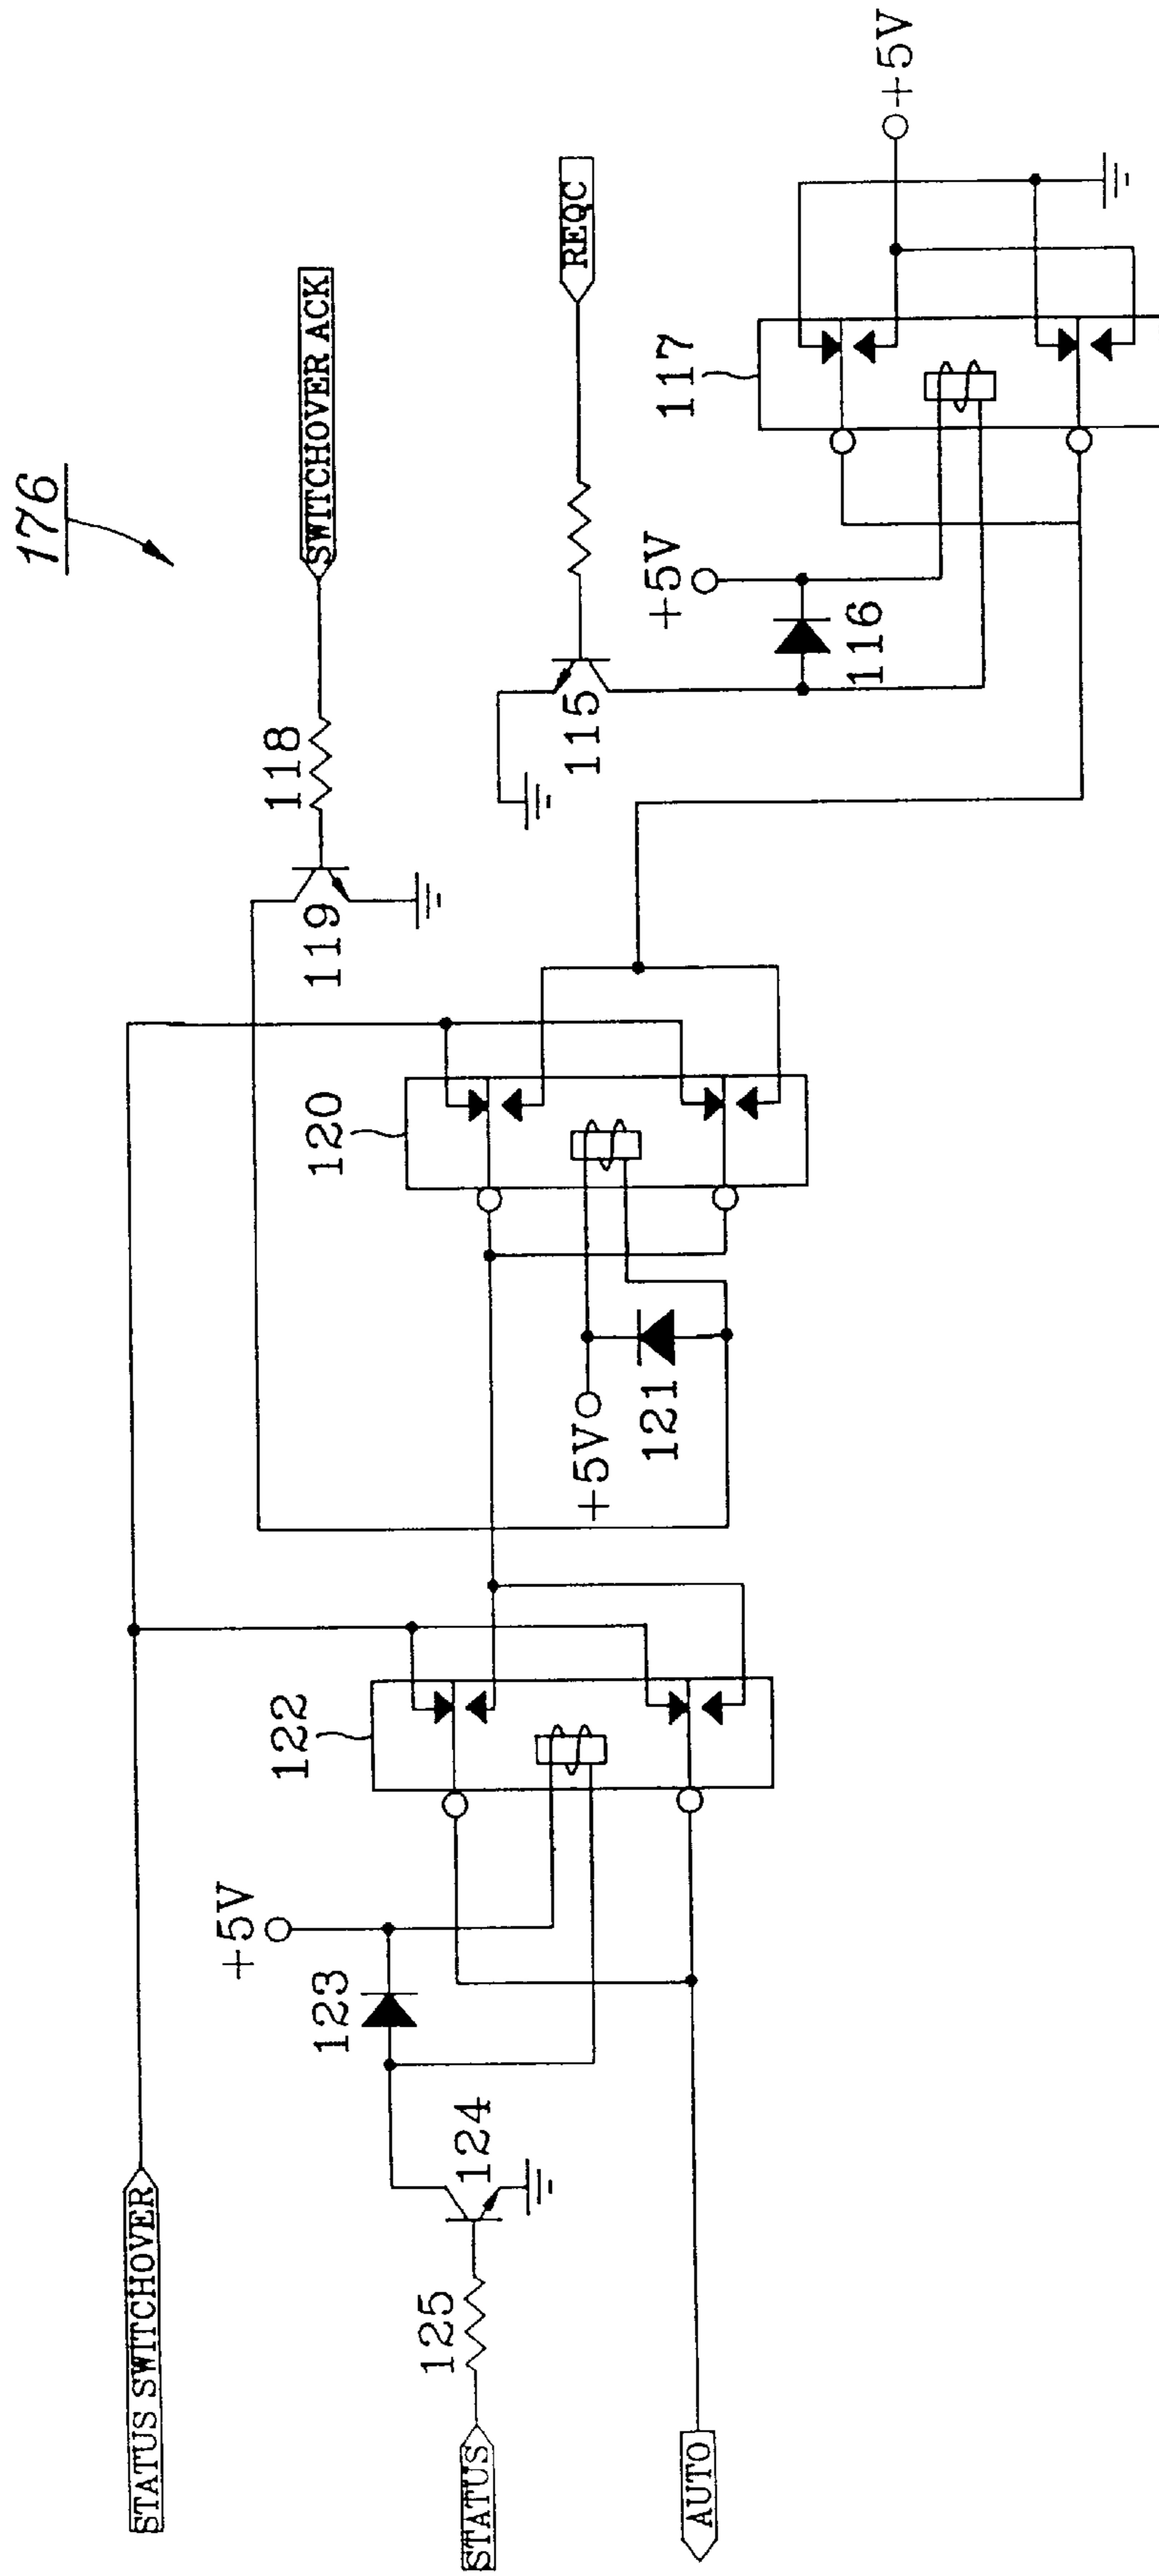 176
STATUS SWITCHOVER
SWITCHOVER ACK
118
119
REQC
115
+5V
116
117
+5V
120
+5V
121
122
+5V
123
124
125
STATUS
AUTO